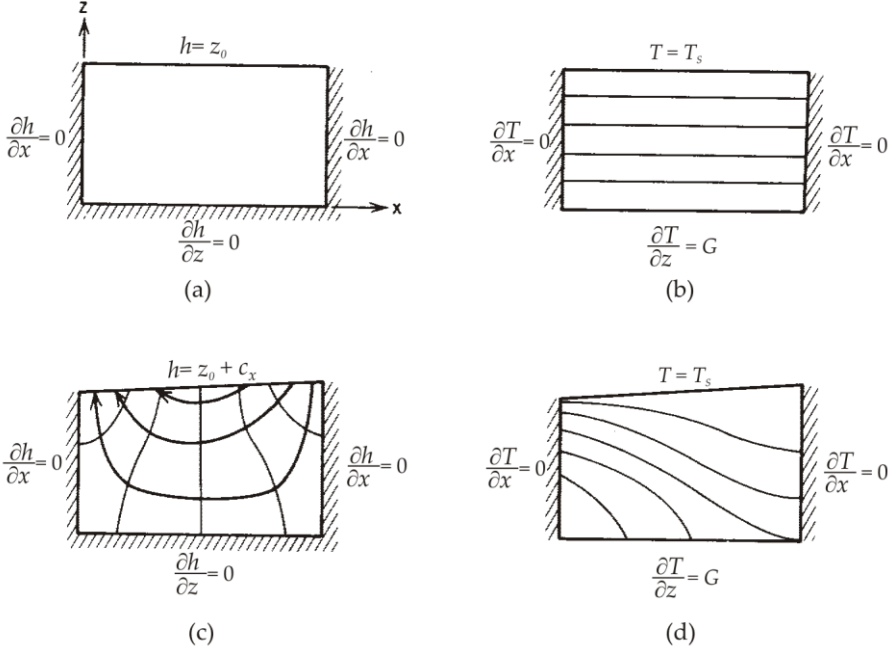 z
h= z₀
∂h/∂x = 0
∂h/∂x = 0
x
∂h/∂z = 0
(a)
T = Tₛ
∂T/∂x = 0
∂T/∂x = 0
∂T/∂z = G
(b)
h= z₀ + cₓ
∂h/∂x = 0
∂h/∂x = 0
∂h/∂z = 0
(c)
T = Tₛ
∂T/∂x = 0
∂T/∂x = 0
∂T/∂z = G
(d)